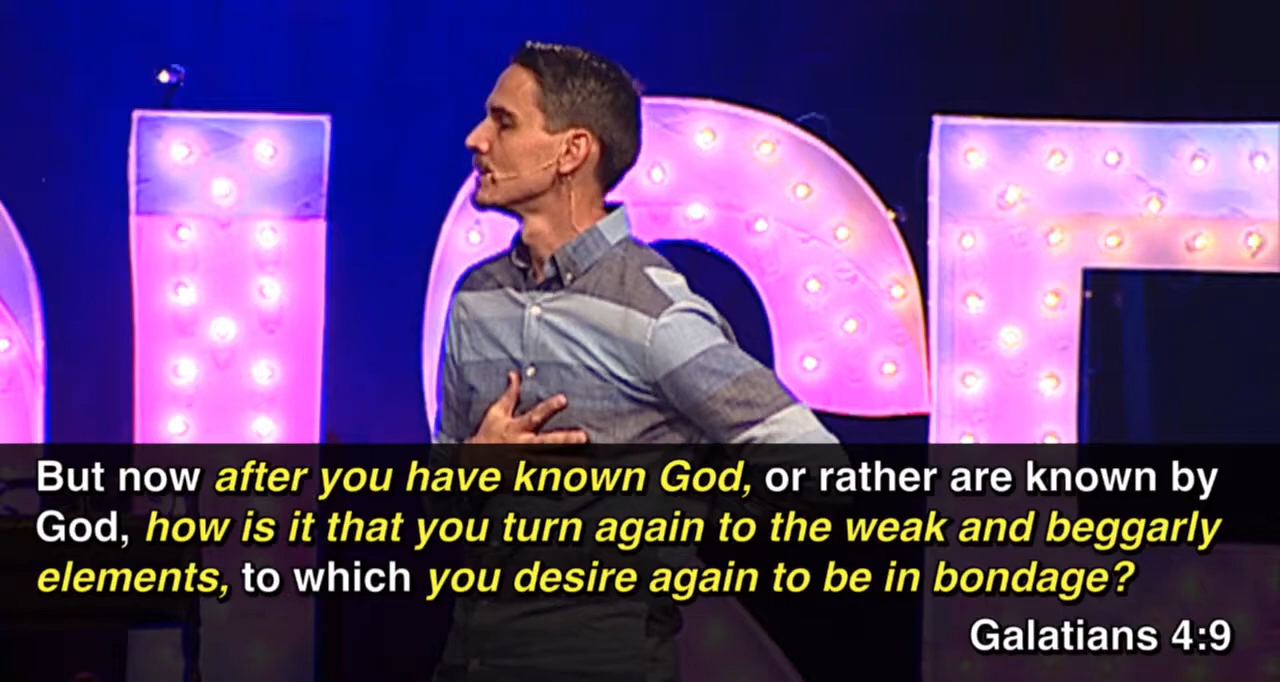 But now after you have known God, or rather are known by
God, how is it that you turn again to the weak and beggarly
elements, to which you desire again to be in bondage?
Galatians 4:9